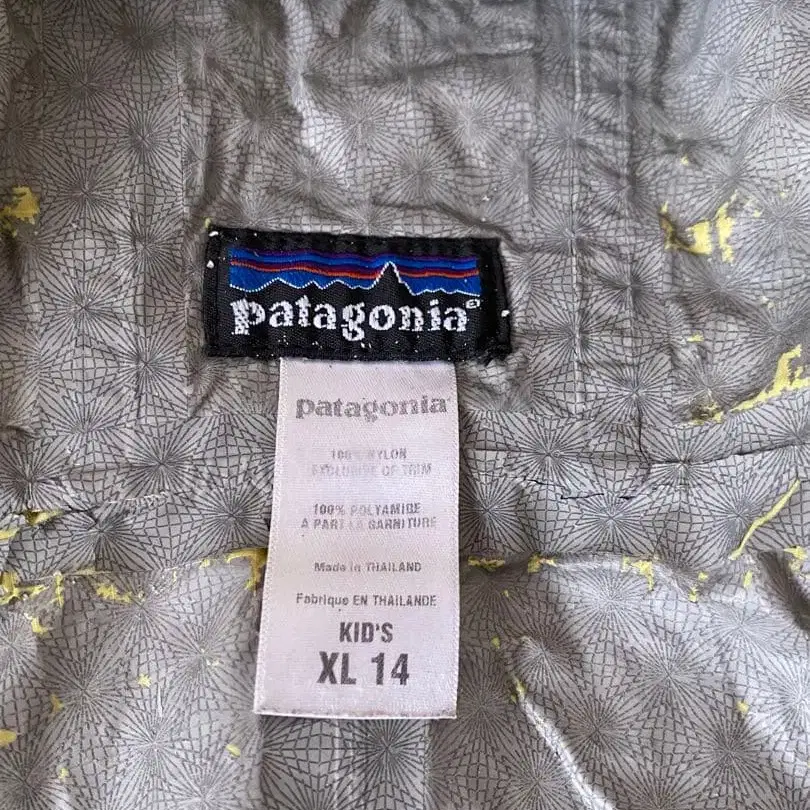 patagonia®
patagonia®
100% NYLON
EXCLUSIVE OF TRIM
100% POLYAMIDE
A PART LA GARNITURE
Made in THAILAND
Fabrique EN THAILANDE
KID'S
XL 14